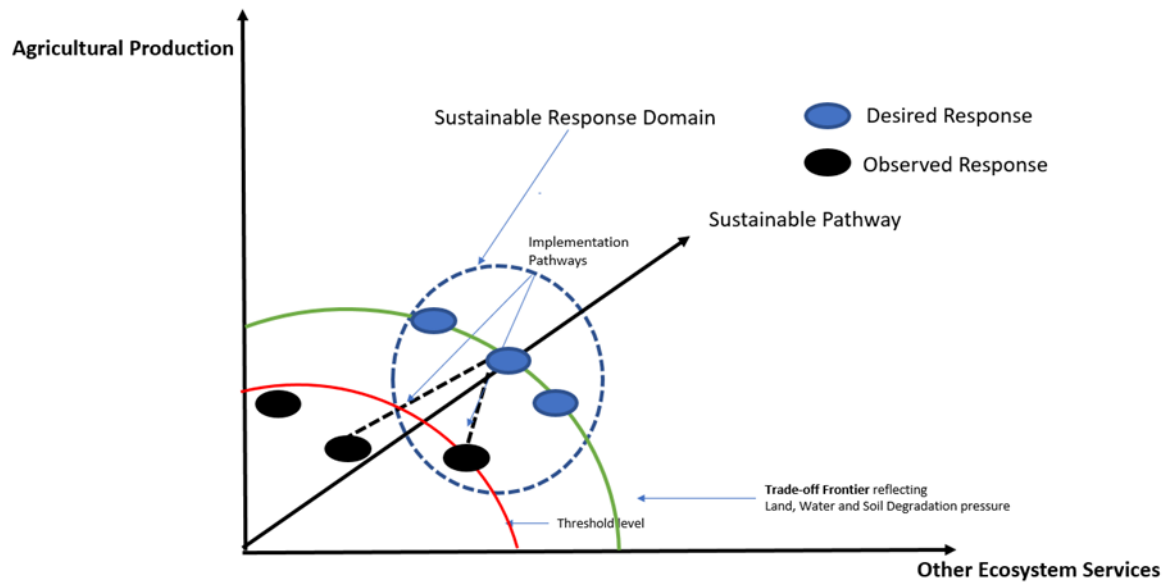 Agricultural Production
Sustainable Response Domain
Desired Response
Observed Response
Sustainable Pathway
Implementation
Pathways
Trade-off Frontier reflecting
Land, Water and Soil Degradation pressure
Threshold level
Other Ecosystem Services